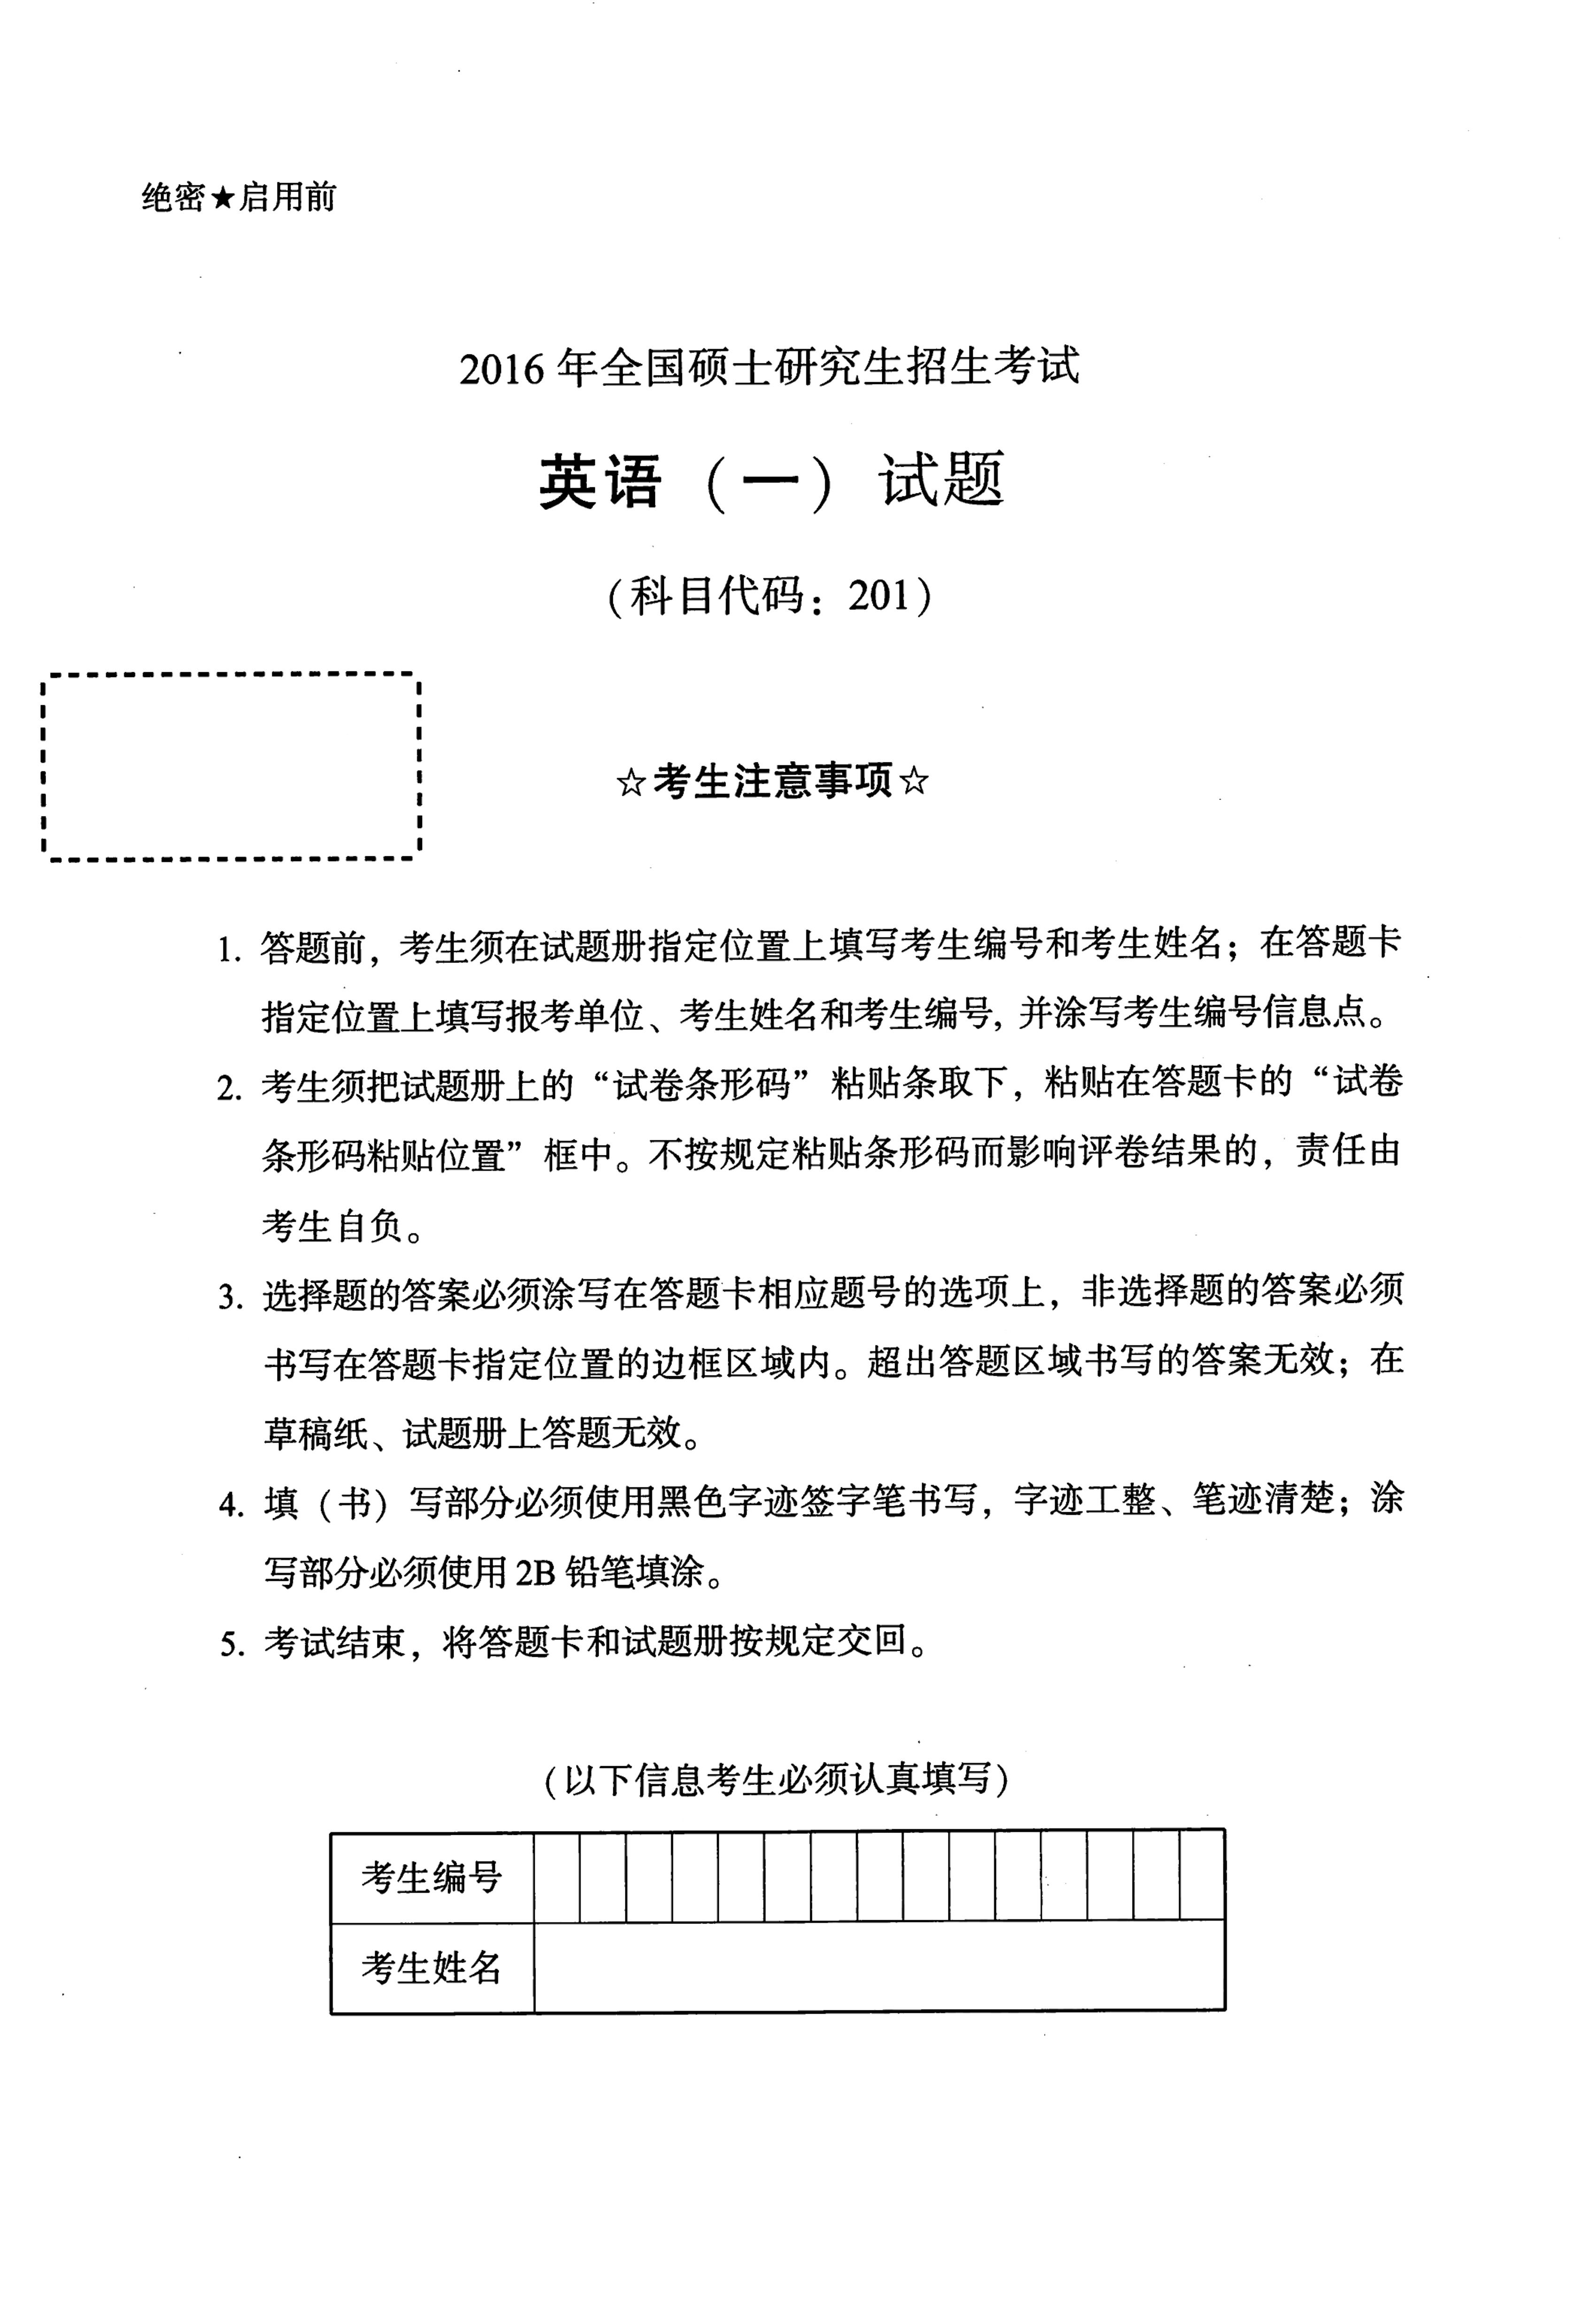 绝密★启用前
2016 年全国硕士研究生招生考试
英语（一）试题
（科目代码：201）
☆考生注意事项☆
1. 答题前，考生须在试题册指定位置上填写考生编号和考生姓名；在答题卡
指定位置上填写报考单位、考生姓名和考生编号，并涂写考生编号信息点。
2. 考生须把试题册上的“试卷条形码”粘贴条取下，粘贴在答题卡的“试卷
条形码粘贴位置”框中。不按规定粘贴条形码而影响评卷结果的，责任由
考生自负。
3. 选择题的答案必须涂写在答题卡相应题号的选项上，非选择题的答案必须
书写在答题卡指定位置的边框区域内。超出答题区域书写的答案无效；在
草稿纸、试题册上答题无效。
4. 填（书）写部分必须使用黑色字迹签字笔书写，字迹工整、笔迹清楚；涂
写部分必须使用 2B 铅笔填涂。
5. 考试结束，将答题卡和试题册按规定交回。
（以下信息考生必须认真填写）
考生编号
考生姓名